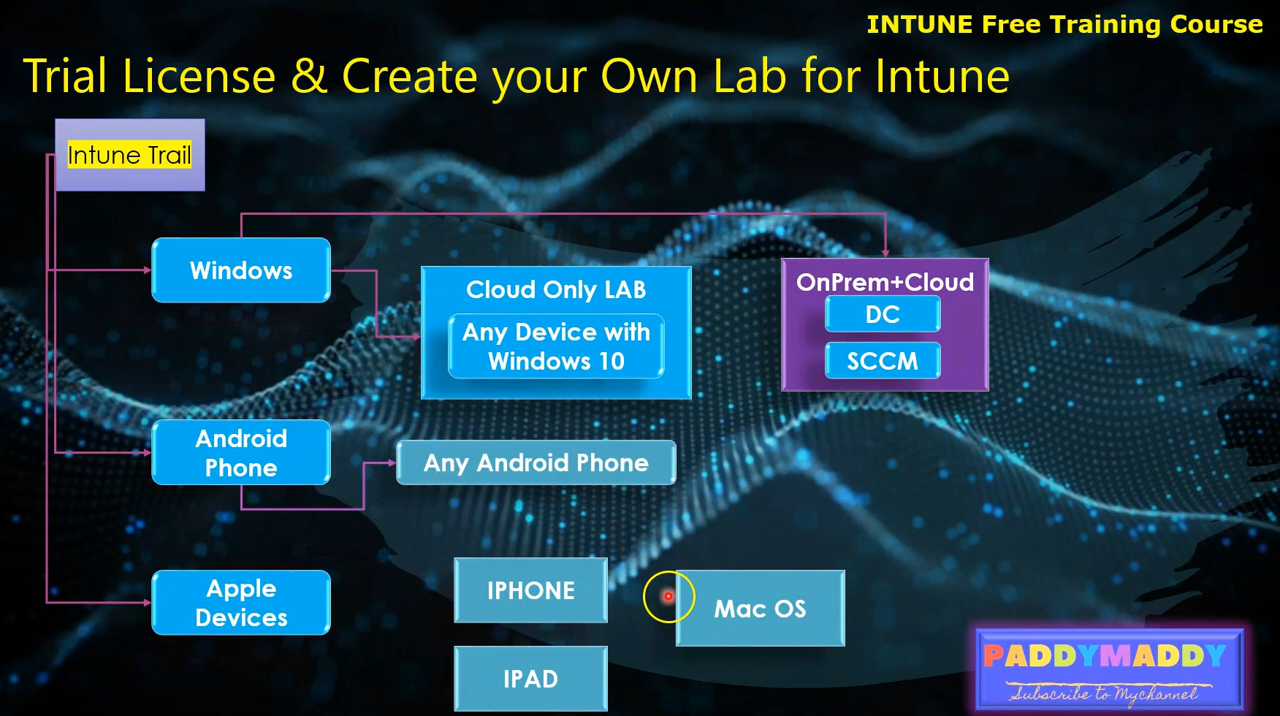 INTUNE Free Training Course
Trial License & Create your Own Lab for Intune
Intune Trail
Windows
Cloud Only LAB
Any Device with
Windows 10
OnPrem+Cloud
DC
SCCM
Android
Phone
Any Android Phone
Apple
Devices
IPHONE
Mac OS
IPAD
PADDYMADDY
Subscribe to Mychannel